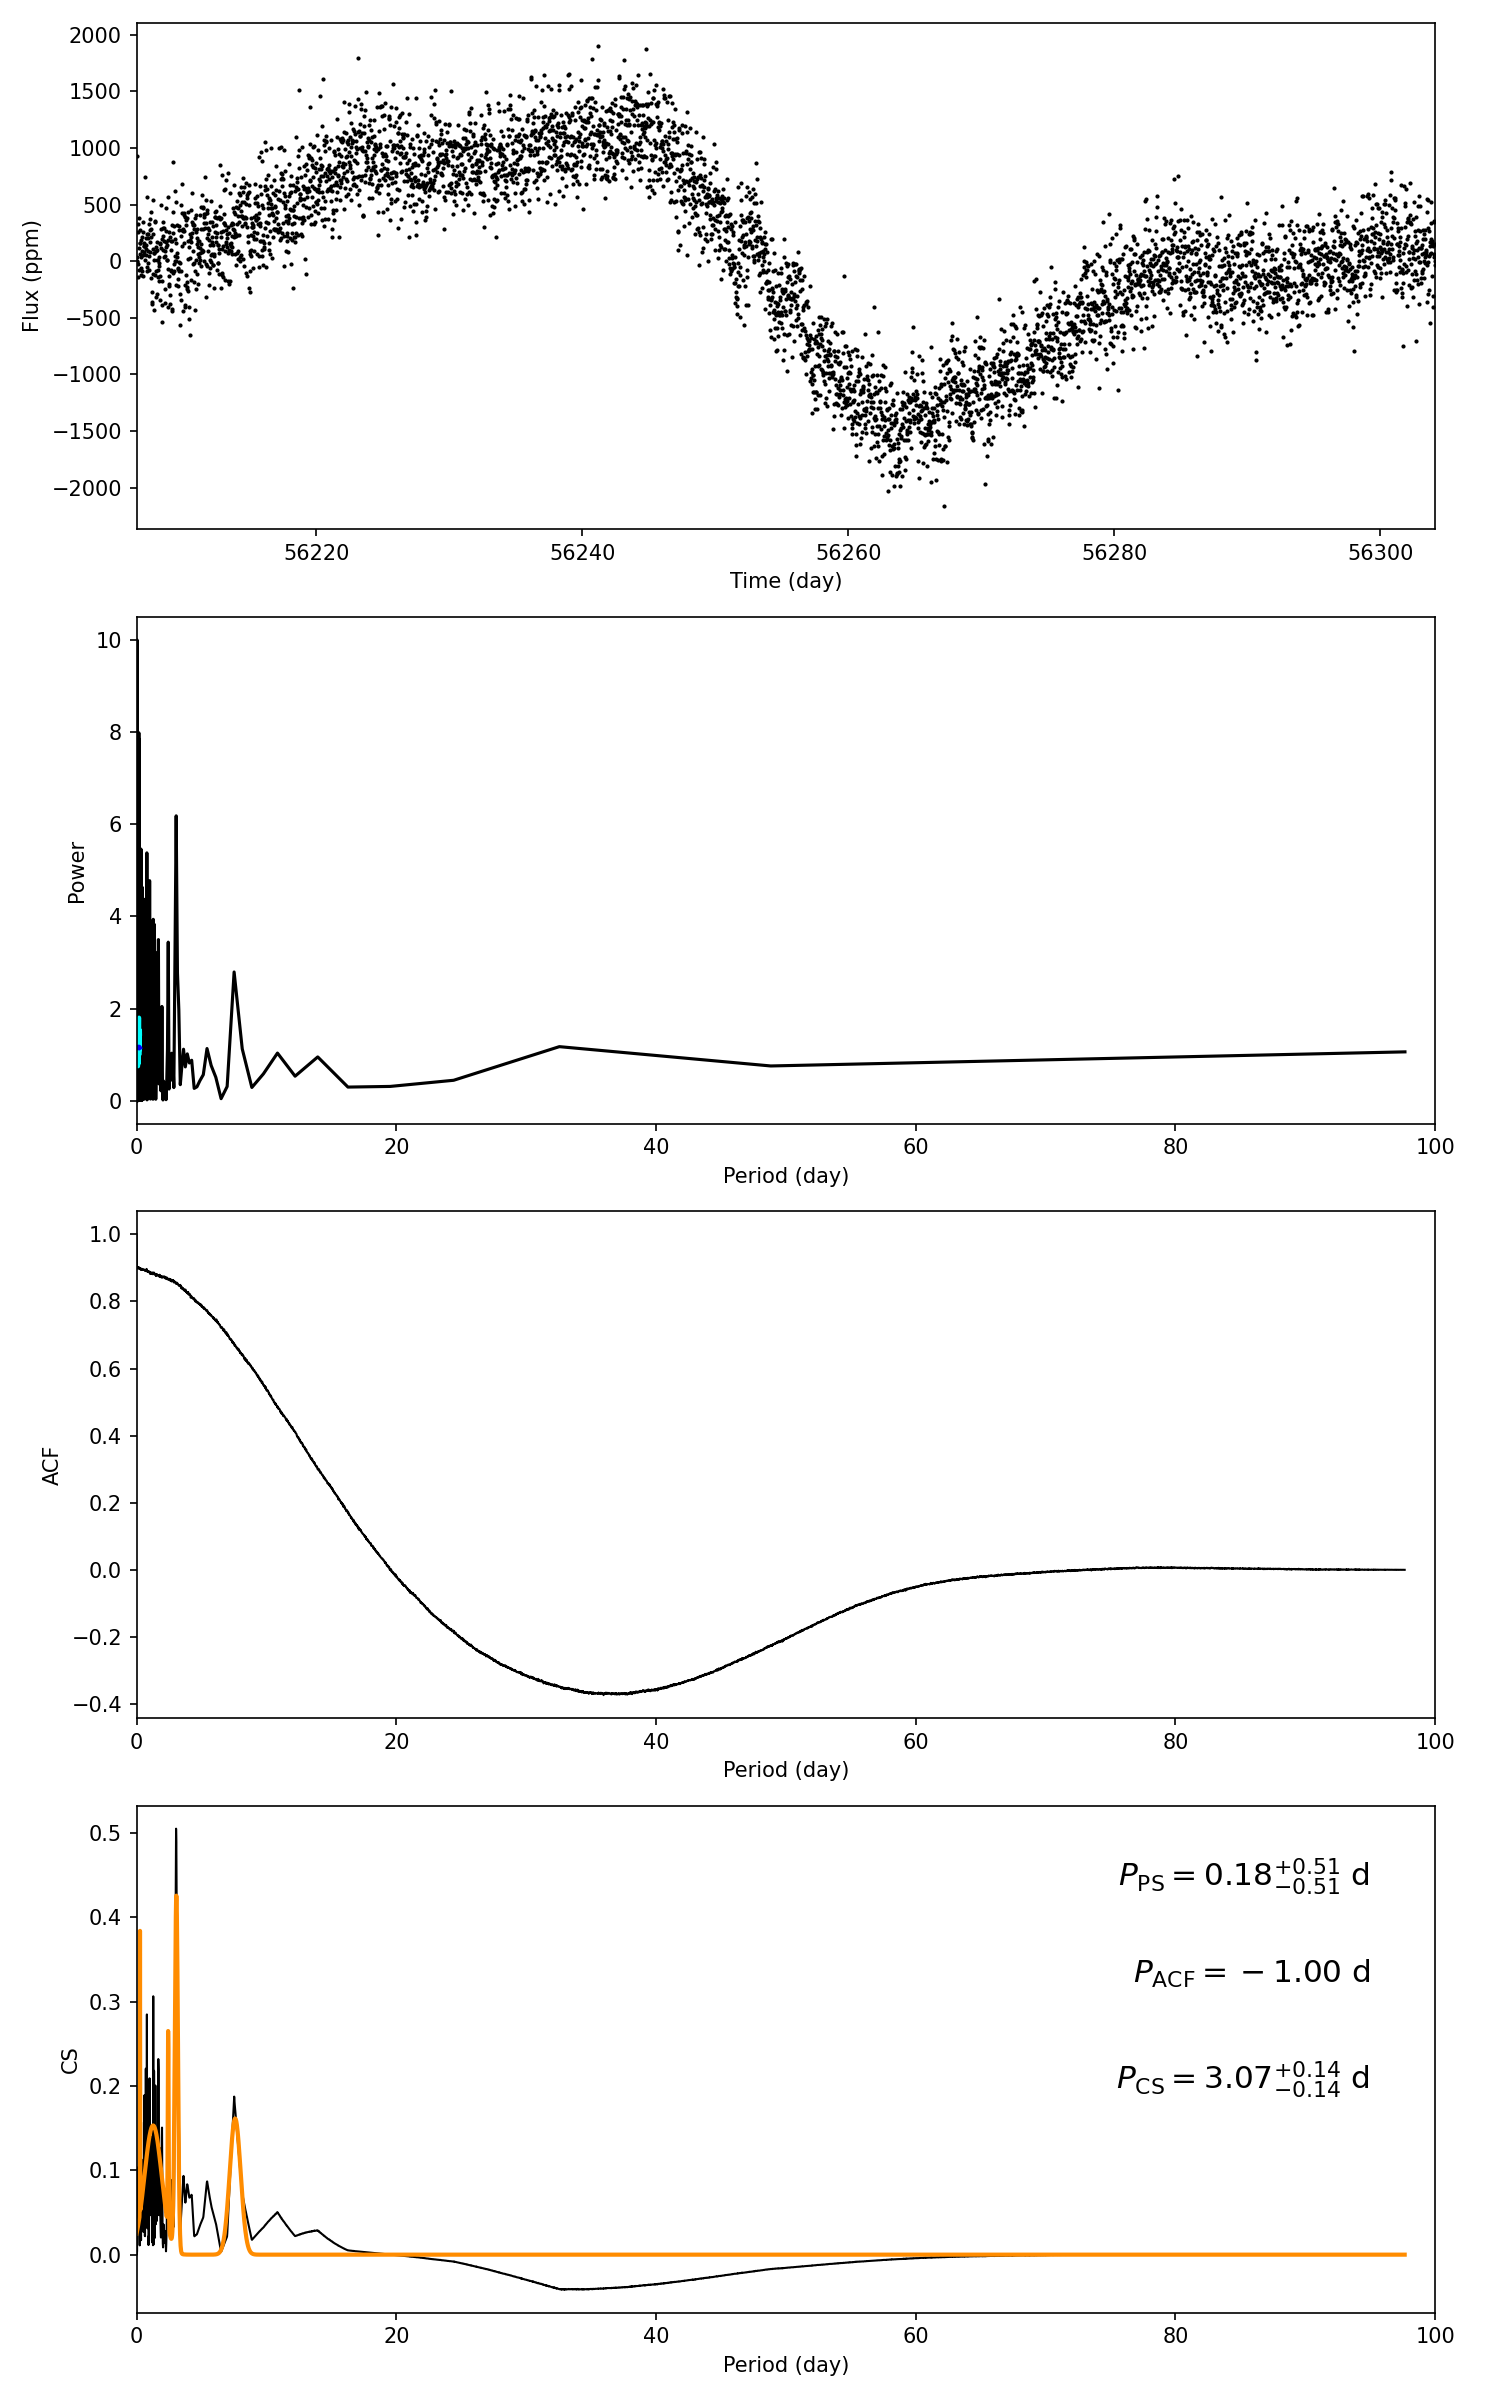 2000
1500
1000
500
0
−500
−1000
−1500
−2000
Flux (ppm)
56220 56240 56260 56280 56300
Time (day)
10
8
6
4
2
0
Power
0 20 40 60 80 100
Period (day)
1.0
0.8
0.6
0.4
0.2
0.0
−0.2
−0.4
ACF
0 20 40 60 80 100
Period (day)
0.5
0.4
0.3
0.2
0.1
0.0
CS
P_PS = 0.18^{+0.51}_{−0.51} d
P_ACF = −1.00 d
P_CS = 3.07^{+0.14}_{−0.14} d
0 20 40 60 80 100
Period (day)